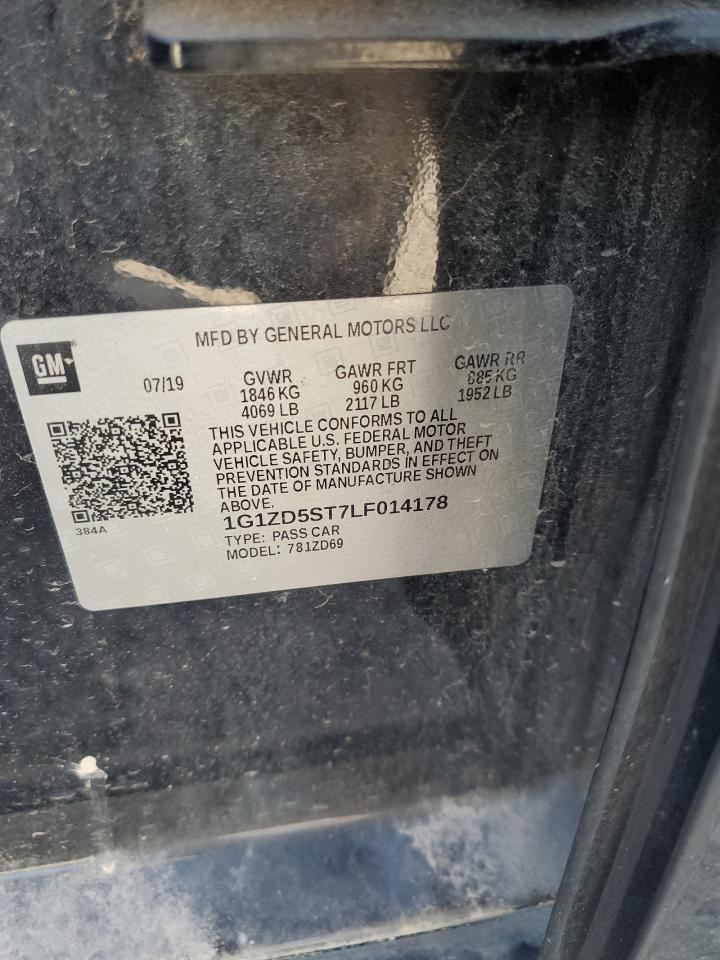 MFD BY GENERAL MOTORS LLC
GM
07/19
GVWR GAWR FRT GAWR RR
1846 KG 960 KG 885 KG
4069 LB 2117 LB 1952 LB
THIS VEHICLE CONFORMS TO ALL
APPLICABLE U.S. FEDERAL MOTOR
VEHICLE SAFETY, BUMPER, AND THEFT
PREVENTION STANDARDS IN EFFECT ON
THE DATE OF MANUFACTURE SHOWN
ABOVE.
1G1ZD5ST7LF014178
384A
TYPE: PASS CAR
MODEL: 781ZD69